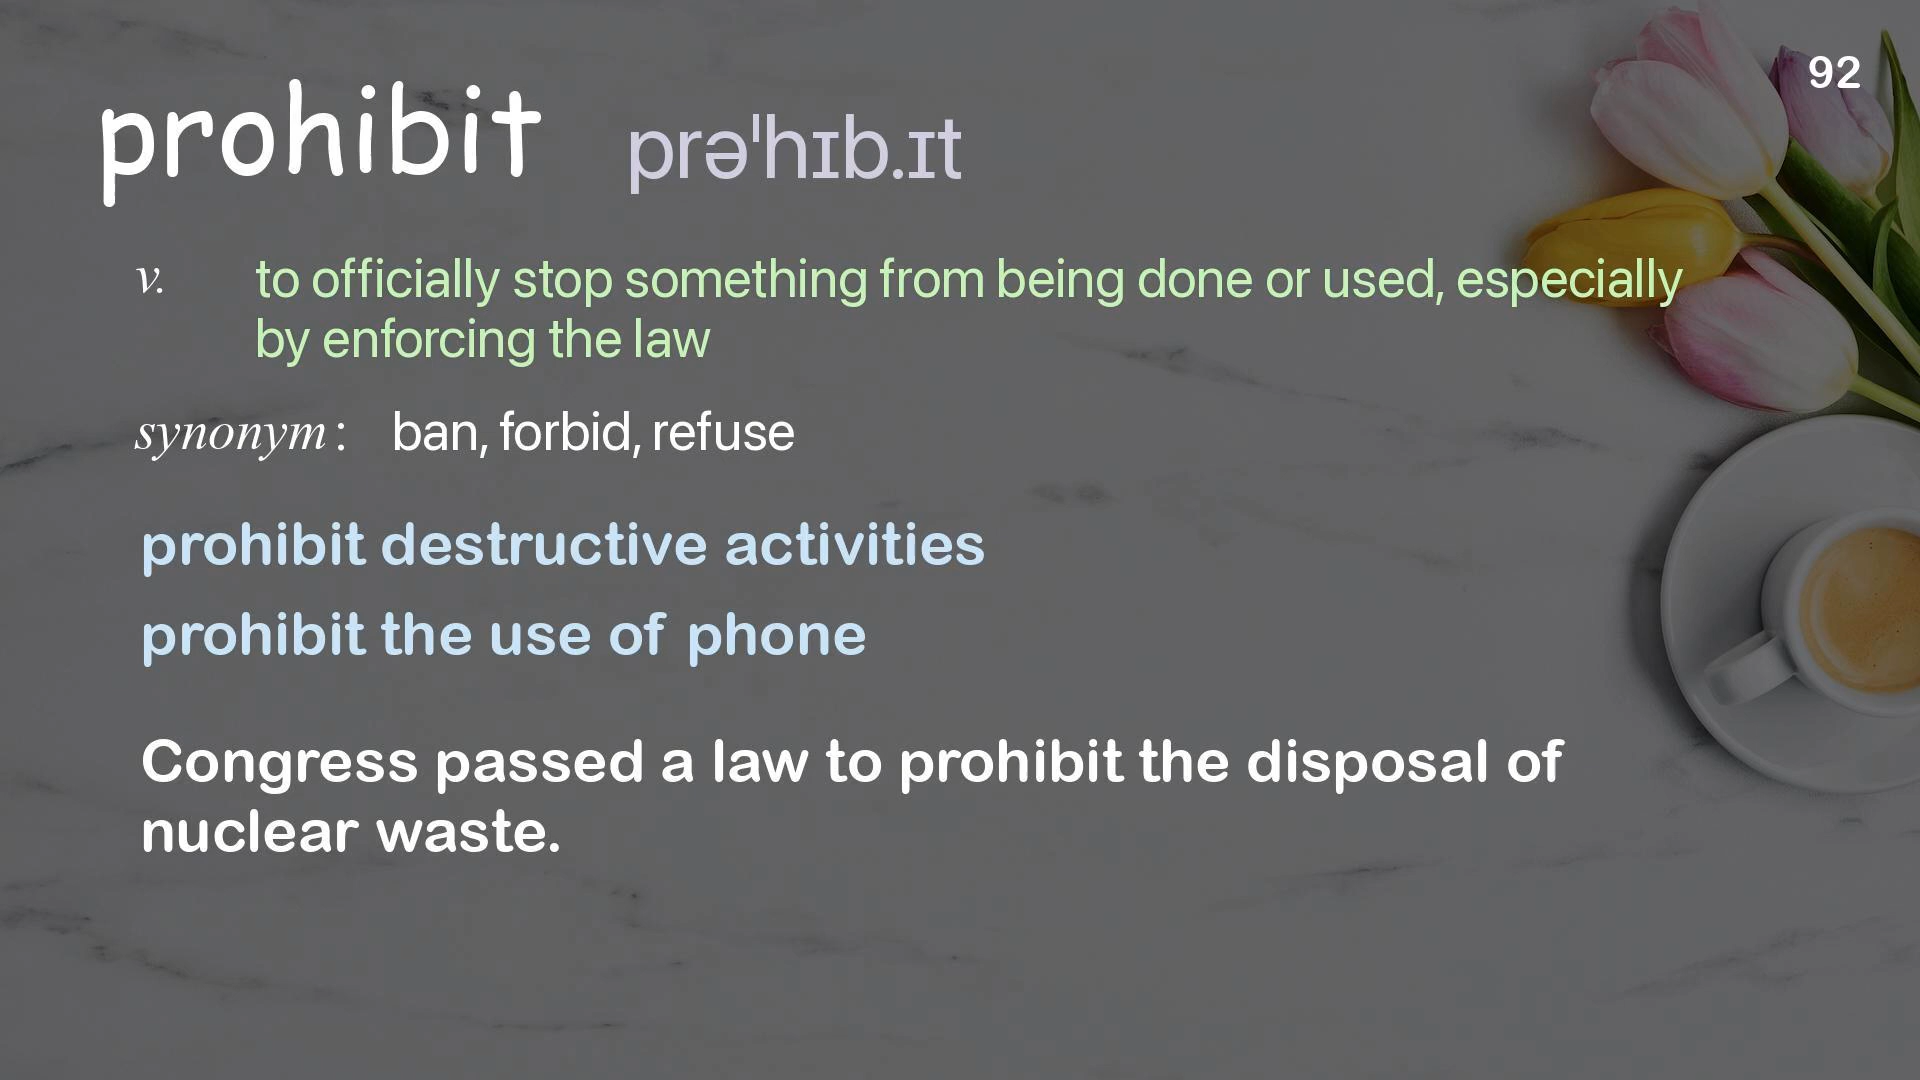 92
prohibit prəˈhɪb.ɪt
v. to officially stop something from being done or used, especially
by enforcing the law
synonym: ban, forbid, refuse
prohibit destructive activities
prohibit the use of phone
Congress passed a law to prohibit the disposal of
nuclear waste.